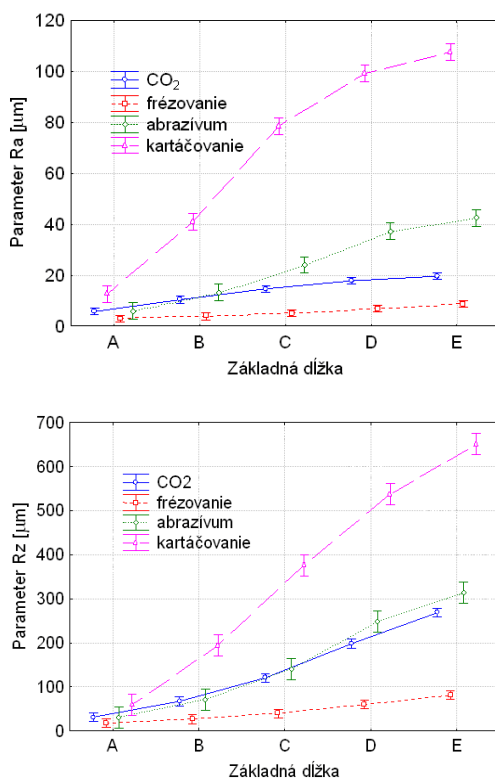 120
100
80
60
40
20
0
Parameter Ra [µm]
CO₂
frézovanie
abrazívum
kartáčovanie
A B C D E
Základná dĺžka
700
600
500
400
300
200
100
0
Parameter Rz [µm]
CO2
frézovanie
abrazívum
kartáčovanie
A B C D E
Základná dĺžka